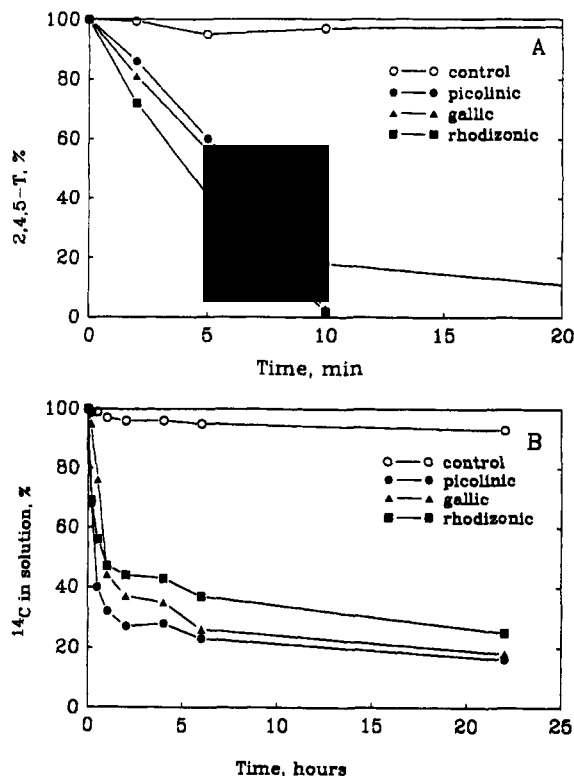 100
80
60
40
20
0
2,4,5-T, %
A
control
picolinic
gallic
rhodizonic
0
5
10
15
20
Time, min
100
80
60
40
20
0
14C in solution, %
B
control
picolinic
gallic
rhodizonic
0
5
10
15
20
25
Time, hours